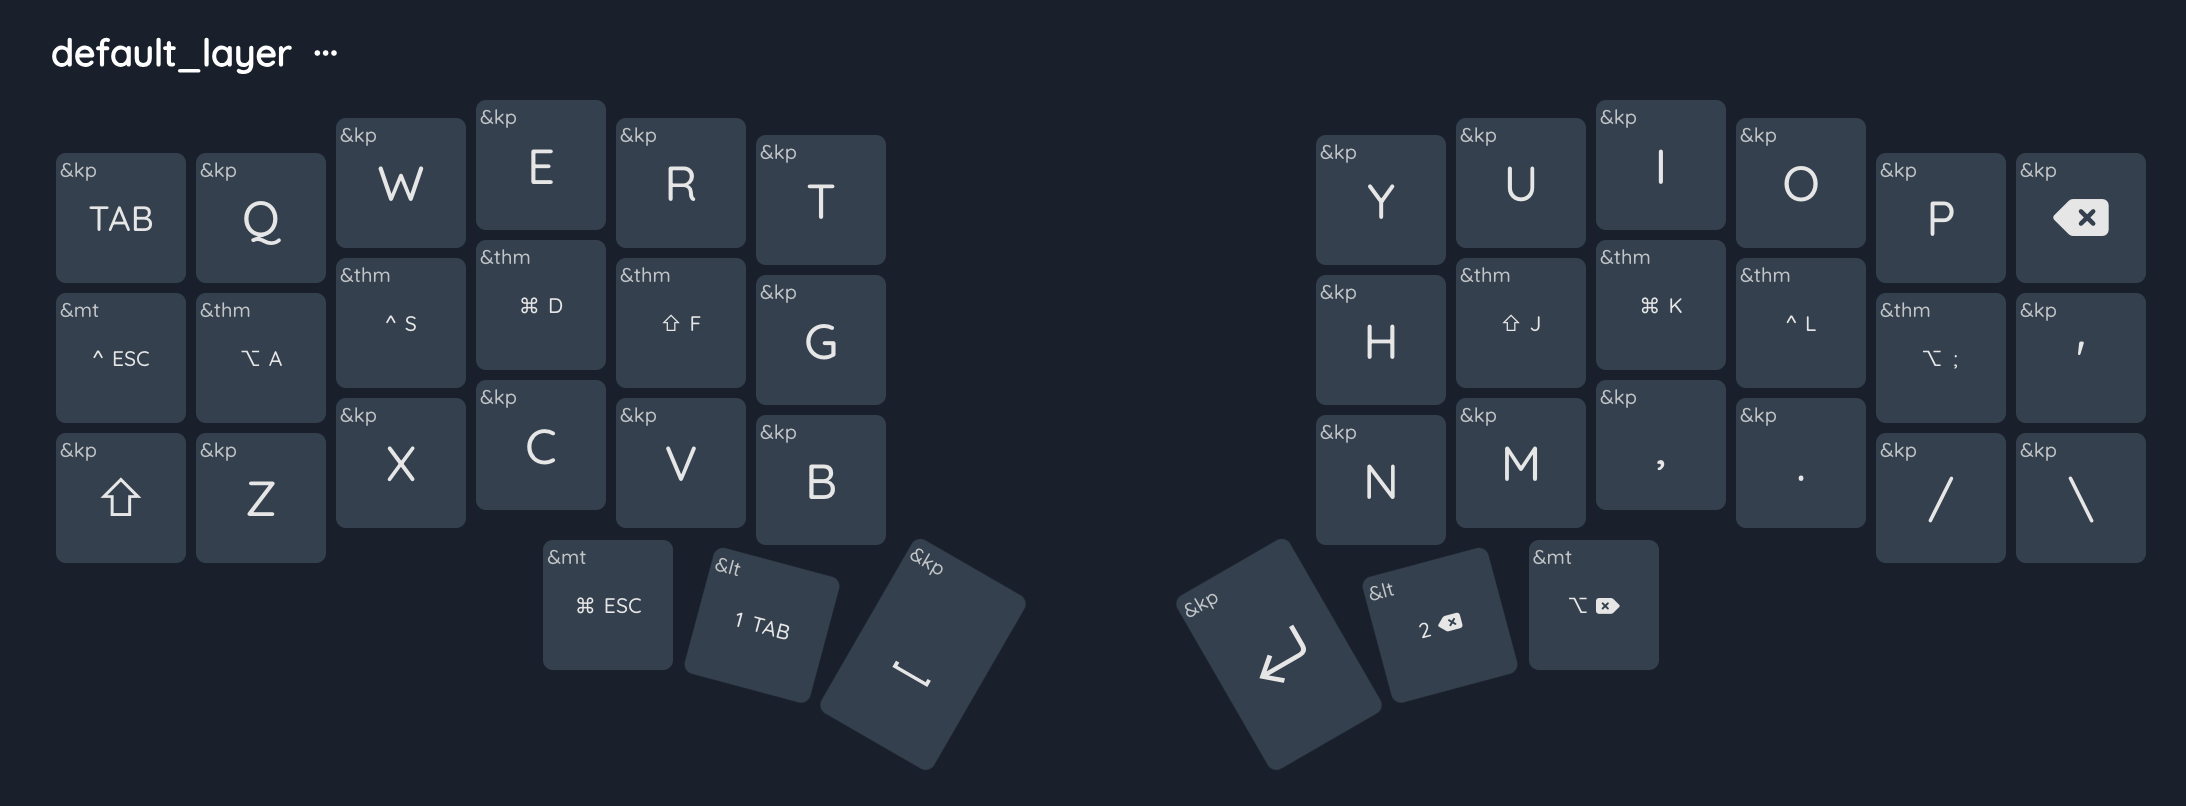 default_layer ...
&kp TAB
&kp Q
&kp W
&kp E
&kp R
&kp T
&kp Y
&kp U
&kp I
&kp O
&kp P
&kp ⌫
&mt ^ ESC
&thm ⌥ A
&thm ^ S
&thm ⌘ D
&thm ⇧ F
&kp G
&kp H
&thm ⇧ J
&thm ⌘ K
&thm ^ L
&thm ⌥ ;
&kp '
&kp ⇧
&kp Z
&kp X
&kp C
&kp V
&kp B
&kp N
&kp M
&kp ,
&kp .
&kp /
&kp \
&mt ⌘ ESC
&lt 1 TAB
&kp ⎵
&kp ↵
&lt 2 ⌫
&mt ⌥ ⌦